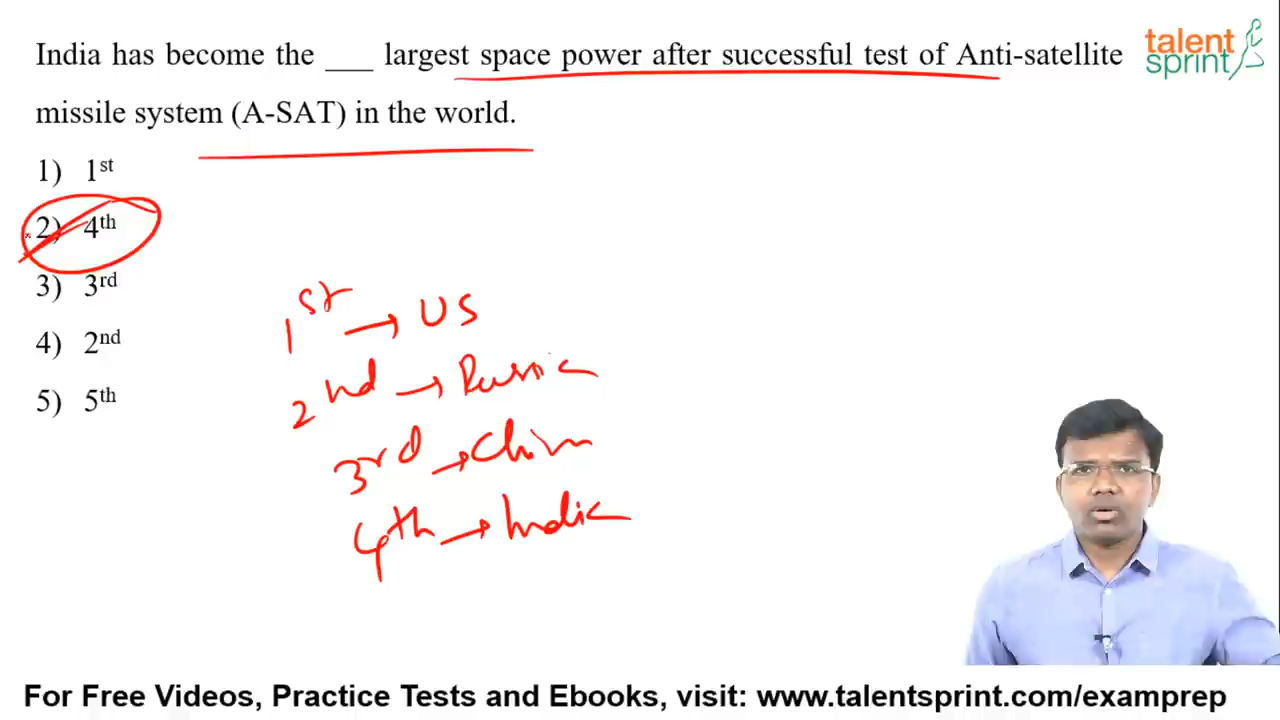 India has become the ___ largest space power after successful test of Anti-satellite
missile system (A-SAT) in the world.
talent
sprint
1) 1st
2) 4th
3) 3rd
4) 2nd
5) 5th
1st → US
2nd → Russia
3rd → China
4th → India
For Free Videos, Practice Tests and Ebooks, visit: www.talentsprint.com/examprep